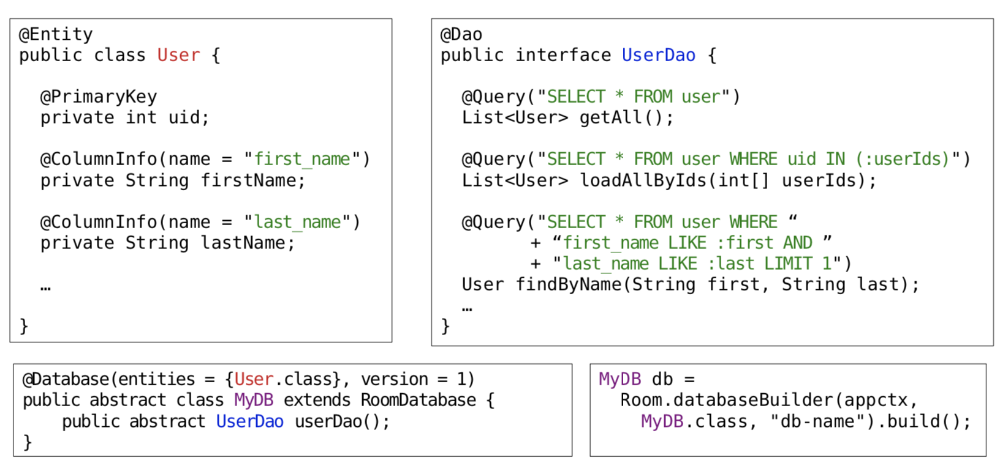 @Entity
public class User {
@PrimaryKey
private int uid;
@ColumnInfo(name = "first_name")
private String firstName;
@ColumnInfo(name = "last_name")
private String lastName;
…
}
@Dao
public interface UserDao {
@Query("SELECT * FROM user")
List<User> getAll();
@Query("SELECT * FROM user WHERE uid IN (:userIds)")
List<User> loadAllByIds(int[] userIds);
@Query("SELECT * FROM user WHERE “
+ “first_name LIKE :first AND ”
+ "last_name LIKE :last LIMIT 1")
User findByName(String first, String last);
…
}
@Database(entities = {User.class}, version = 1)
public abstract class MyDB extends RoomDatabase {
public abstract UserDao userDao();
}
MyDB db =
Room.databaseBuilder(appctx,
MyDB.class, "db-name").build();